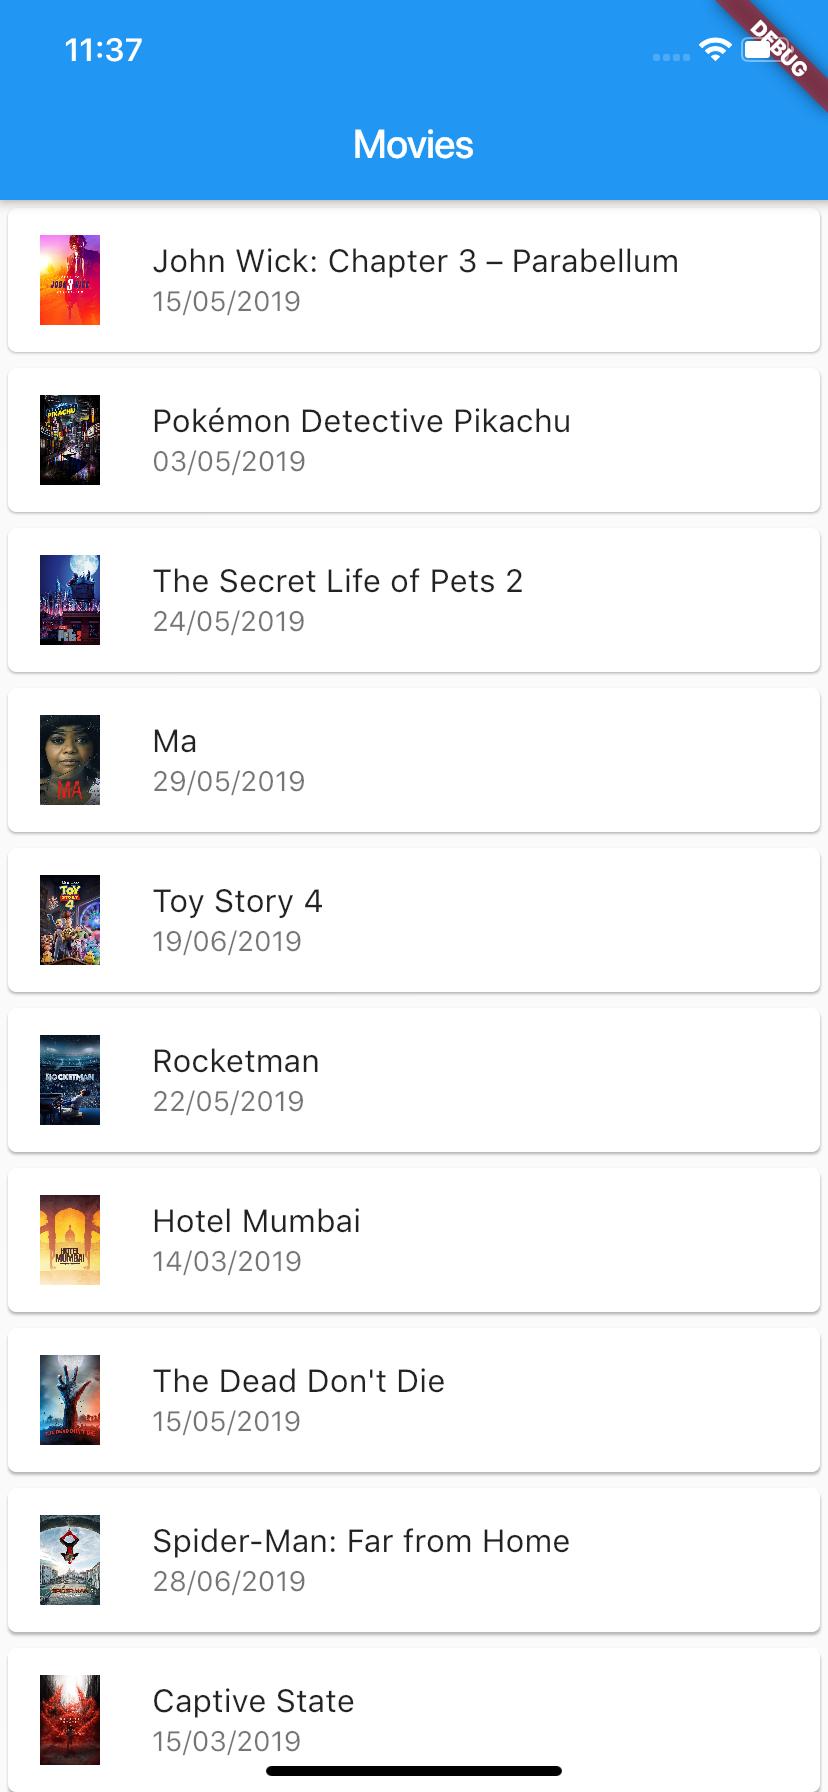 11:37
DEBUG
Movies
John Wick: Chapter 3 – Parabellum
15/05/2019
Pokémon Detective Pikachu
03/05/2019
The Secret Life of Pets 2
24/05/2019
MA
Ma
29/05/2019
TOY
STORY
4
Toy Story 4
19/06/2019
ROCKETMAN
Rocketman
22/05/2019
HOTEL
MUMBAI
Hotel Mumbai
14/03/2019
The Dead Don't Die
15/05/2019
Spider-Man: Far from Home
28/06/2019
Captive State
15/03/2019